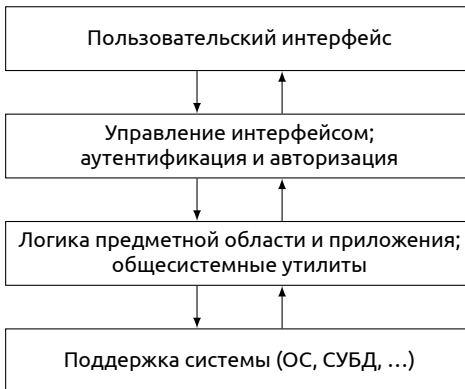 Пользовательский интерфейс
Управление интерфейсом;
аутентификация и авторизация
Логика предметной области и приложения;
общесистемные утилиты
Поддержка системы (ОС, СУБД, ...)